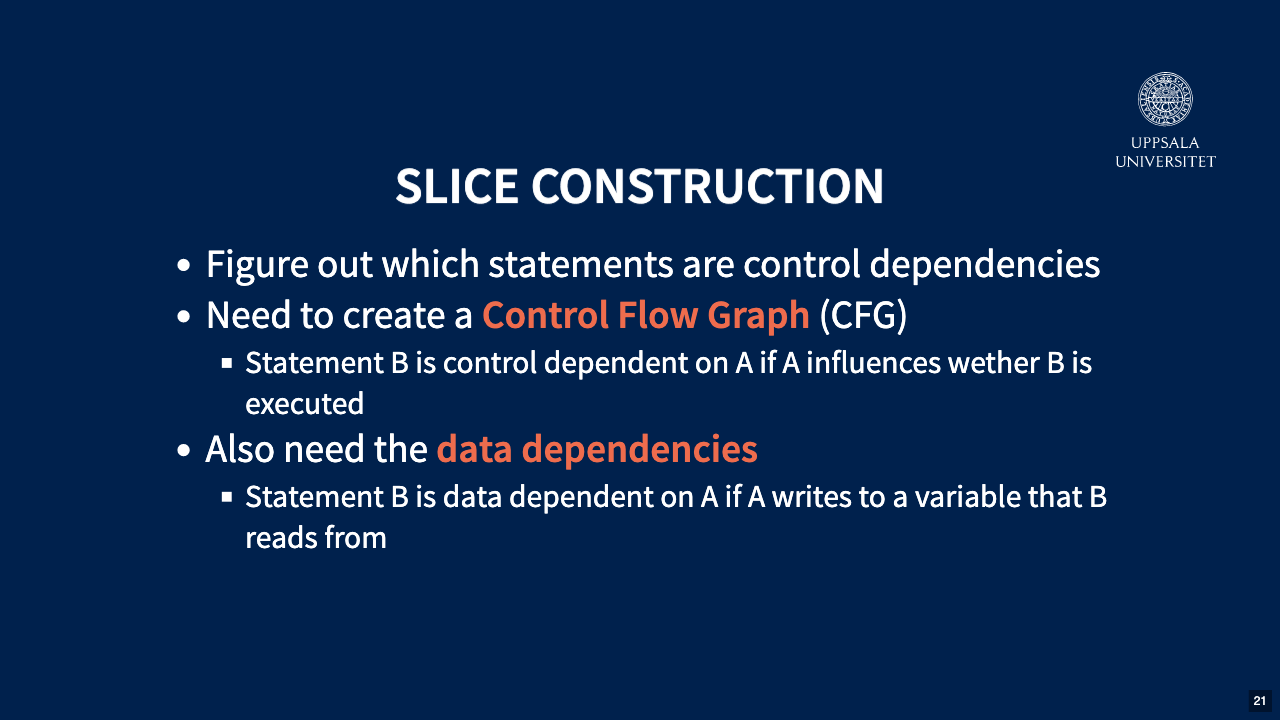 UPPSALA
UNIVERSITET
SLICE CONSTRUCTION
• Figure out which statements are control dependencies
• Need to create a Control Flow Graph (CFG)
▪ Statement B is control dependent on A if A influences wether B is
executed
• Also need the data dependencies
▪ Statement B is data dependent on A if A writes to a variable that B
reads from
21